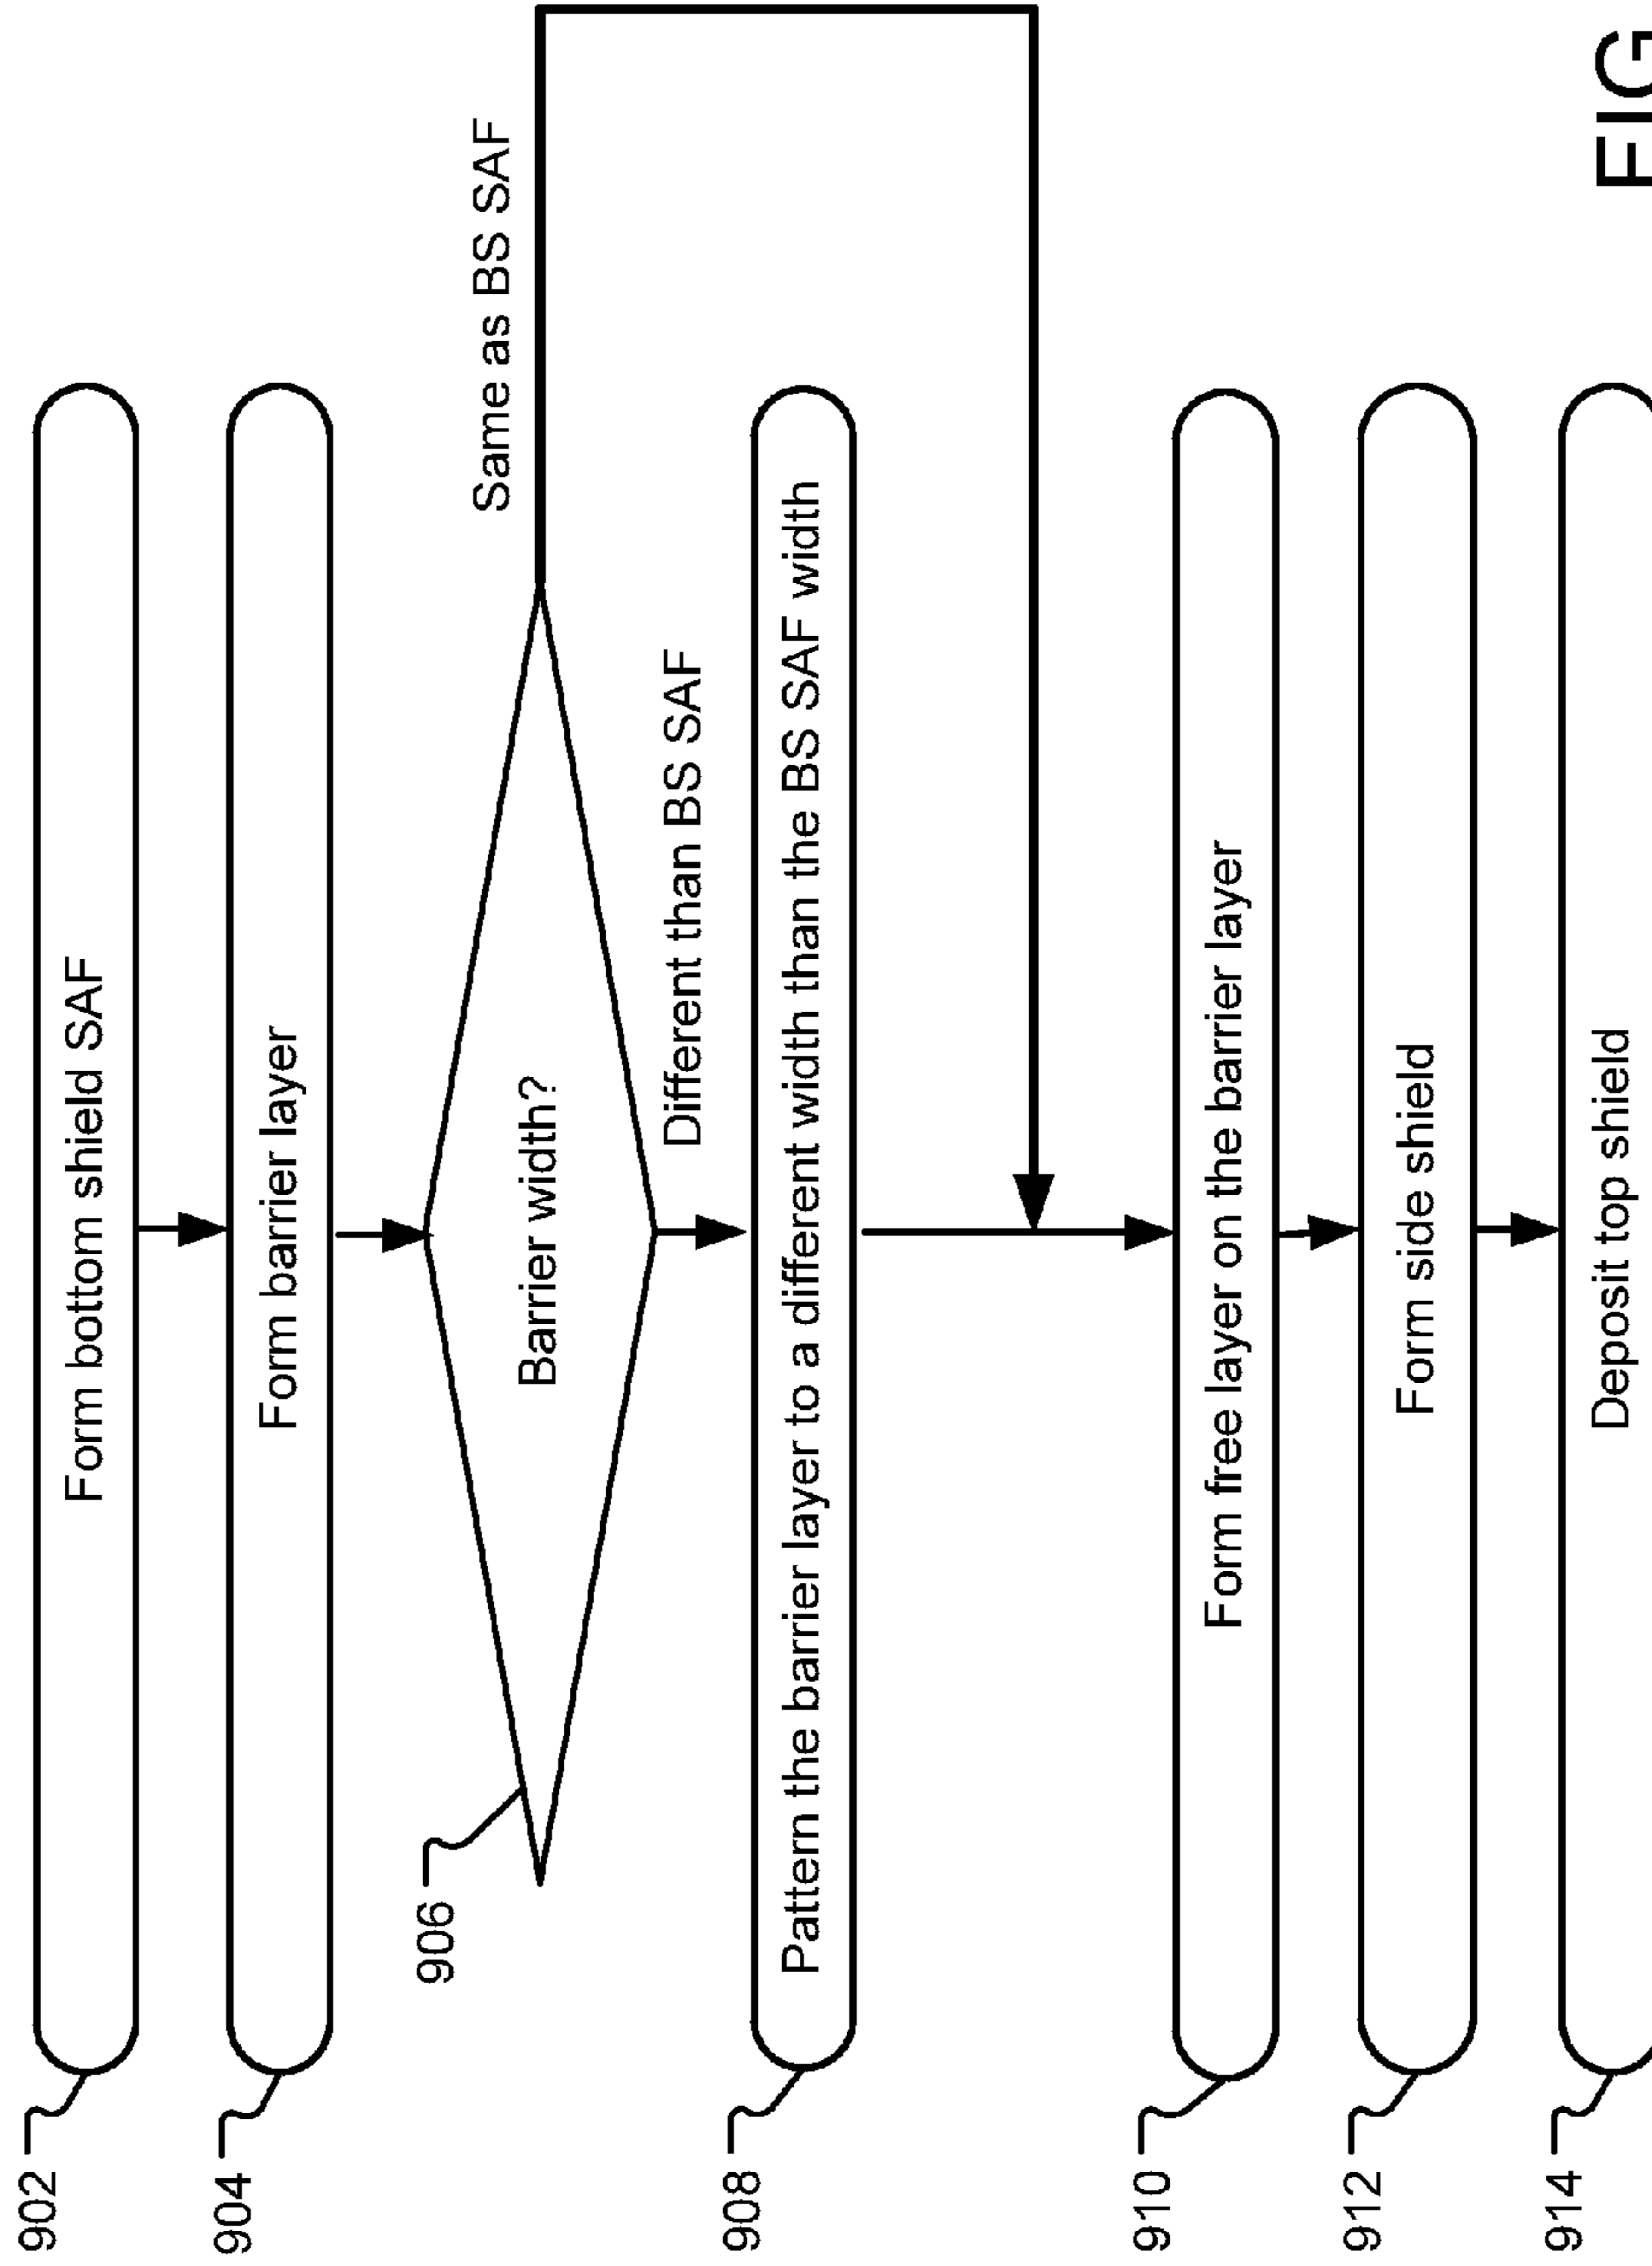 902
Form bottom shield SAF
904
Form barrier layer
906
Barrier width?
Same as BS SAF
Different than BS SAF
908
Pattern the barrier layer to a different width than the BS SAF width
910
Form free layer on the barrier layer
912
Form side shield
914
Deposit top shield
FIG